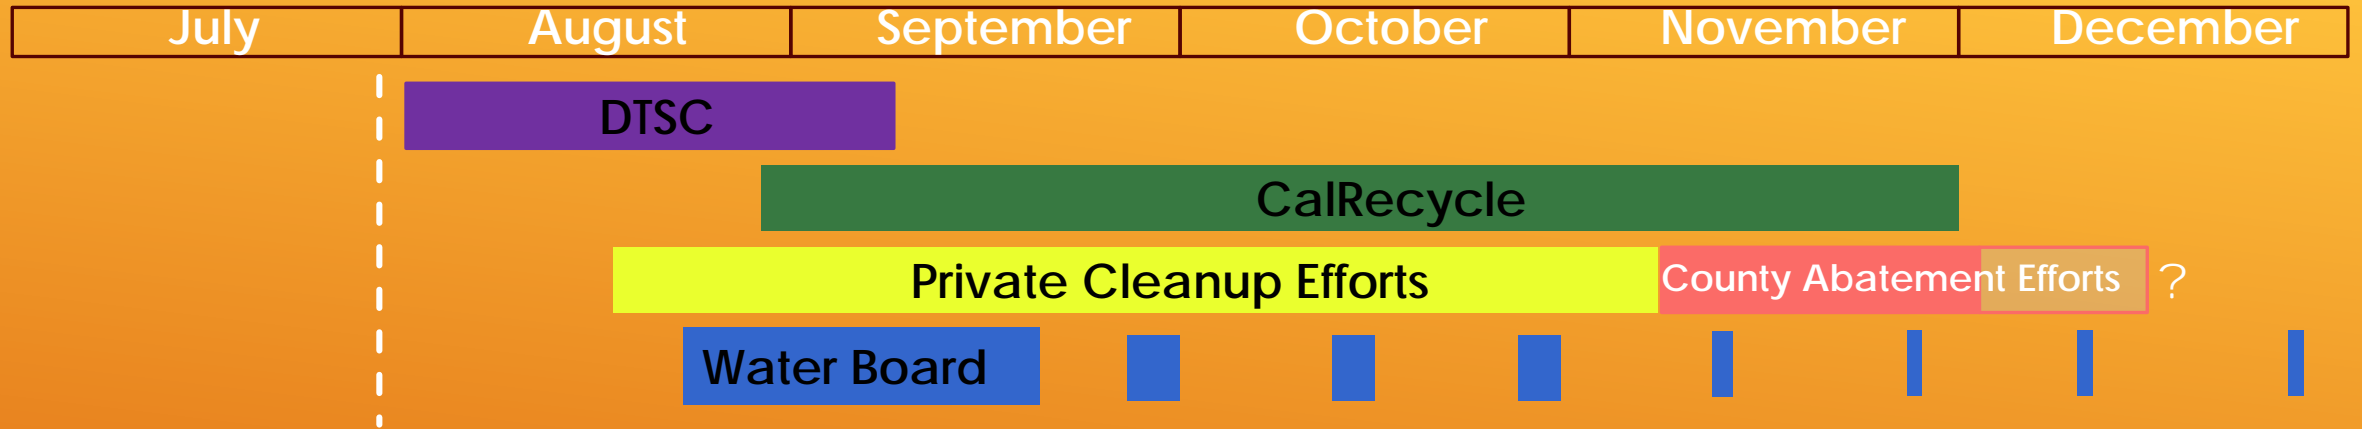 July August September October November December
DTSC
CalRecycle
Private Cleanup Efforts County Abatement Efforts ?
Water Board